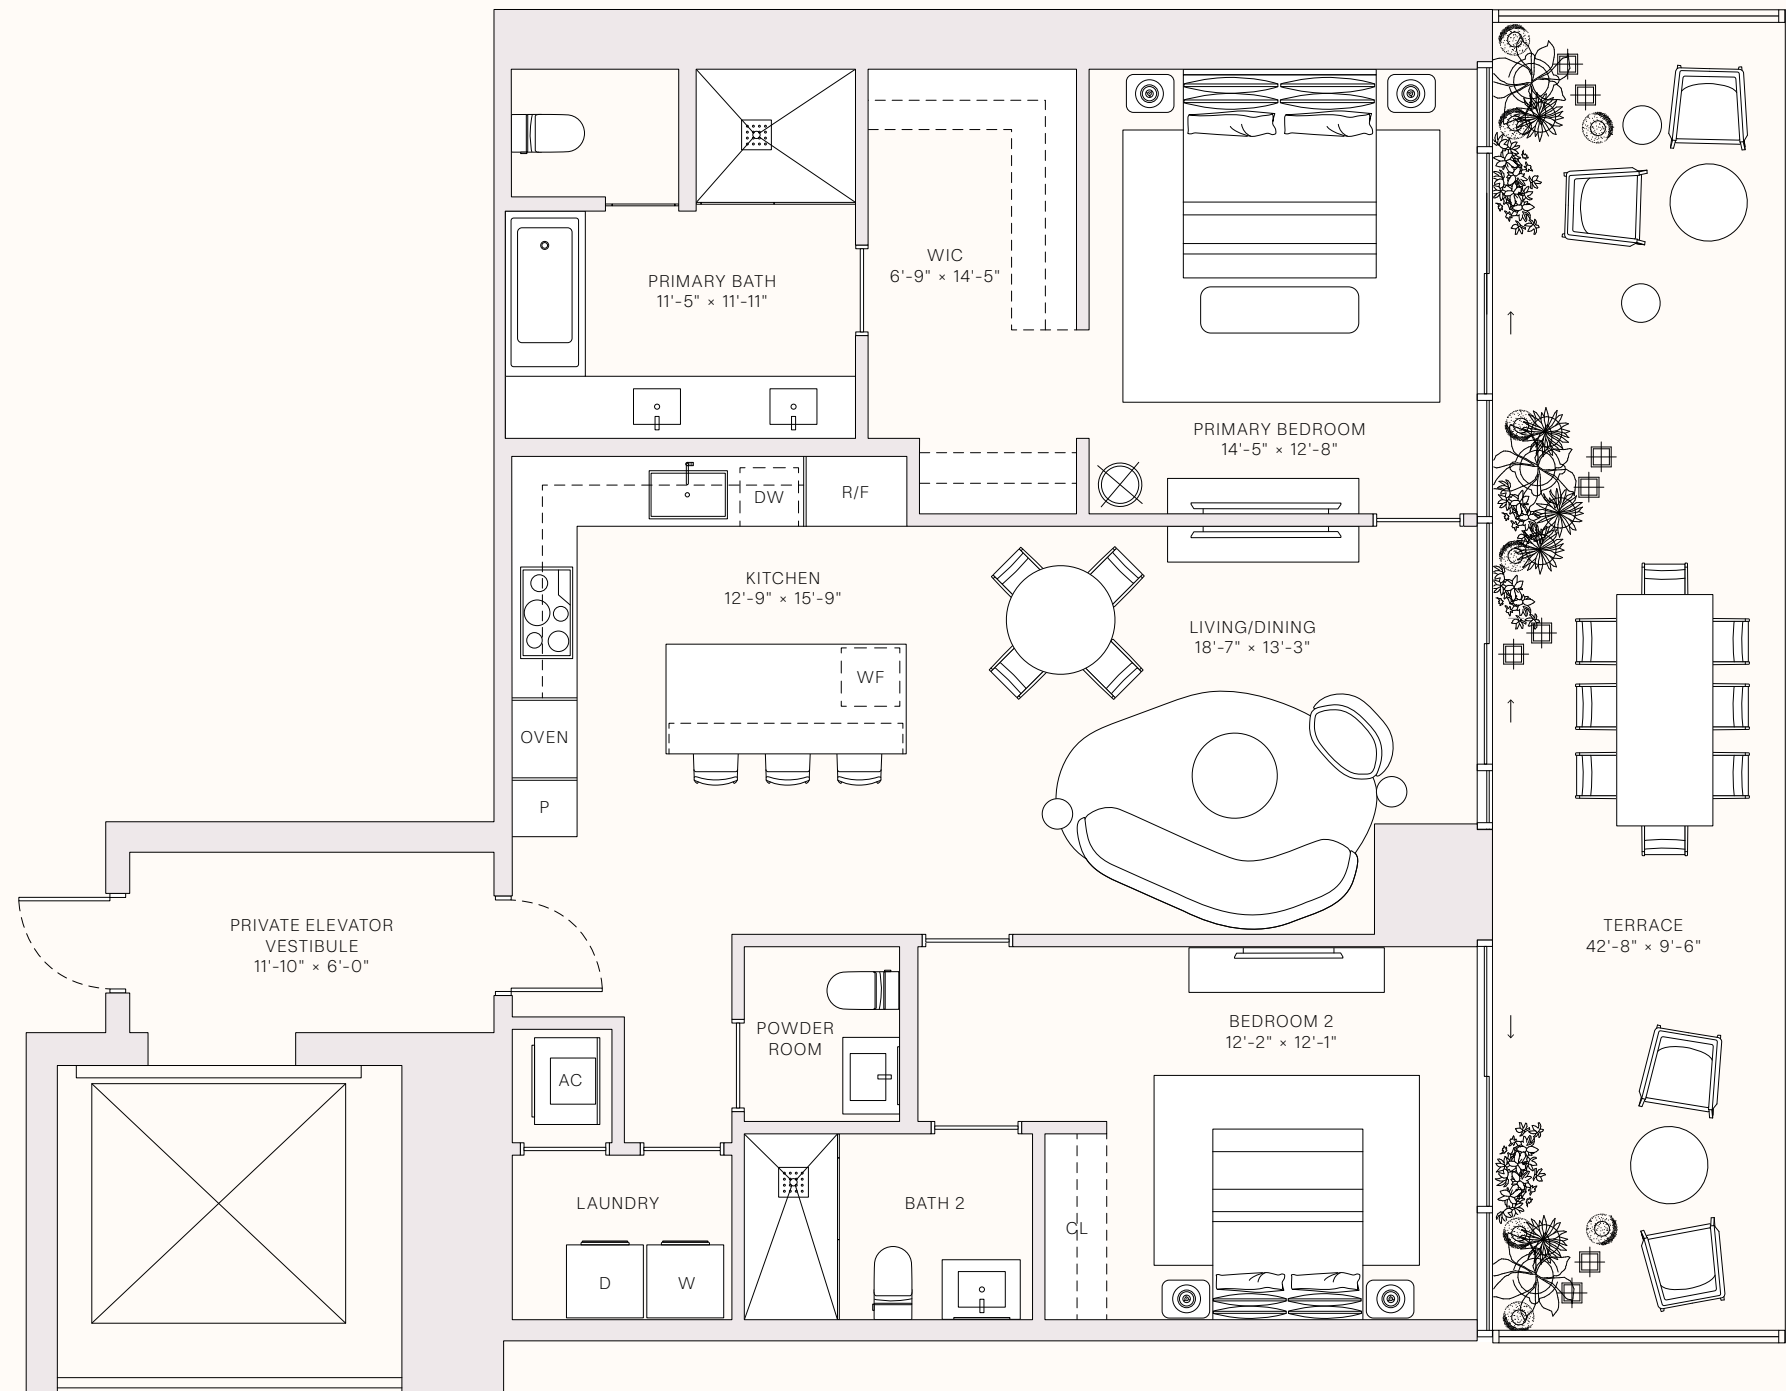 WIC
6'-9" × 14'-5"
PRIMARY BATH
11'-5" × 11'-11"
PRIMARY BEDROOM
14'-5" × 12'-8"
DW
R/F
KITCHEN
12'-9" × 15'-9"
LIVING/DINING
18'-7" × 13'-3"
WF
OVEN
P
PRIVATE ELEVATOR
VESTIBULE
11'-10" × 6'-0"
TERRACE
42'-8" × 9'-6"
POWDER
ROOM
BEDROOM 2
12'-2" × 12'-1"
AC
LAUNDRY
BATH 2
CL
D
W